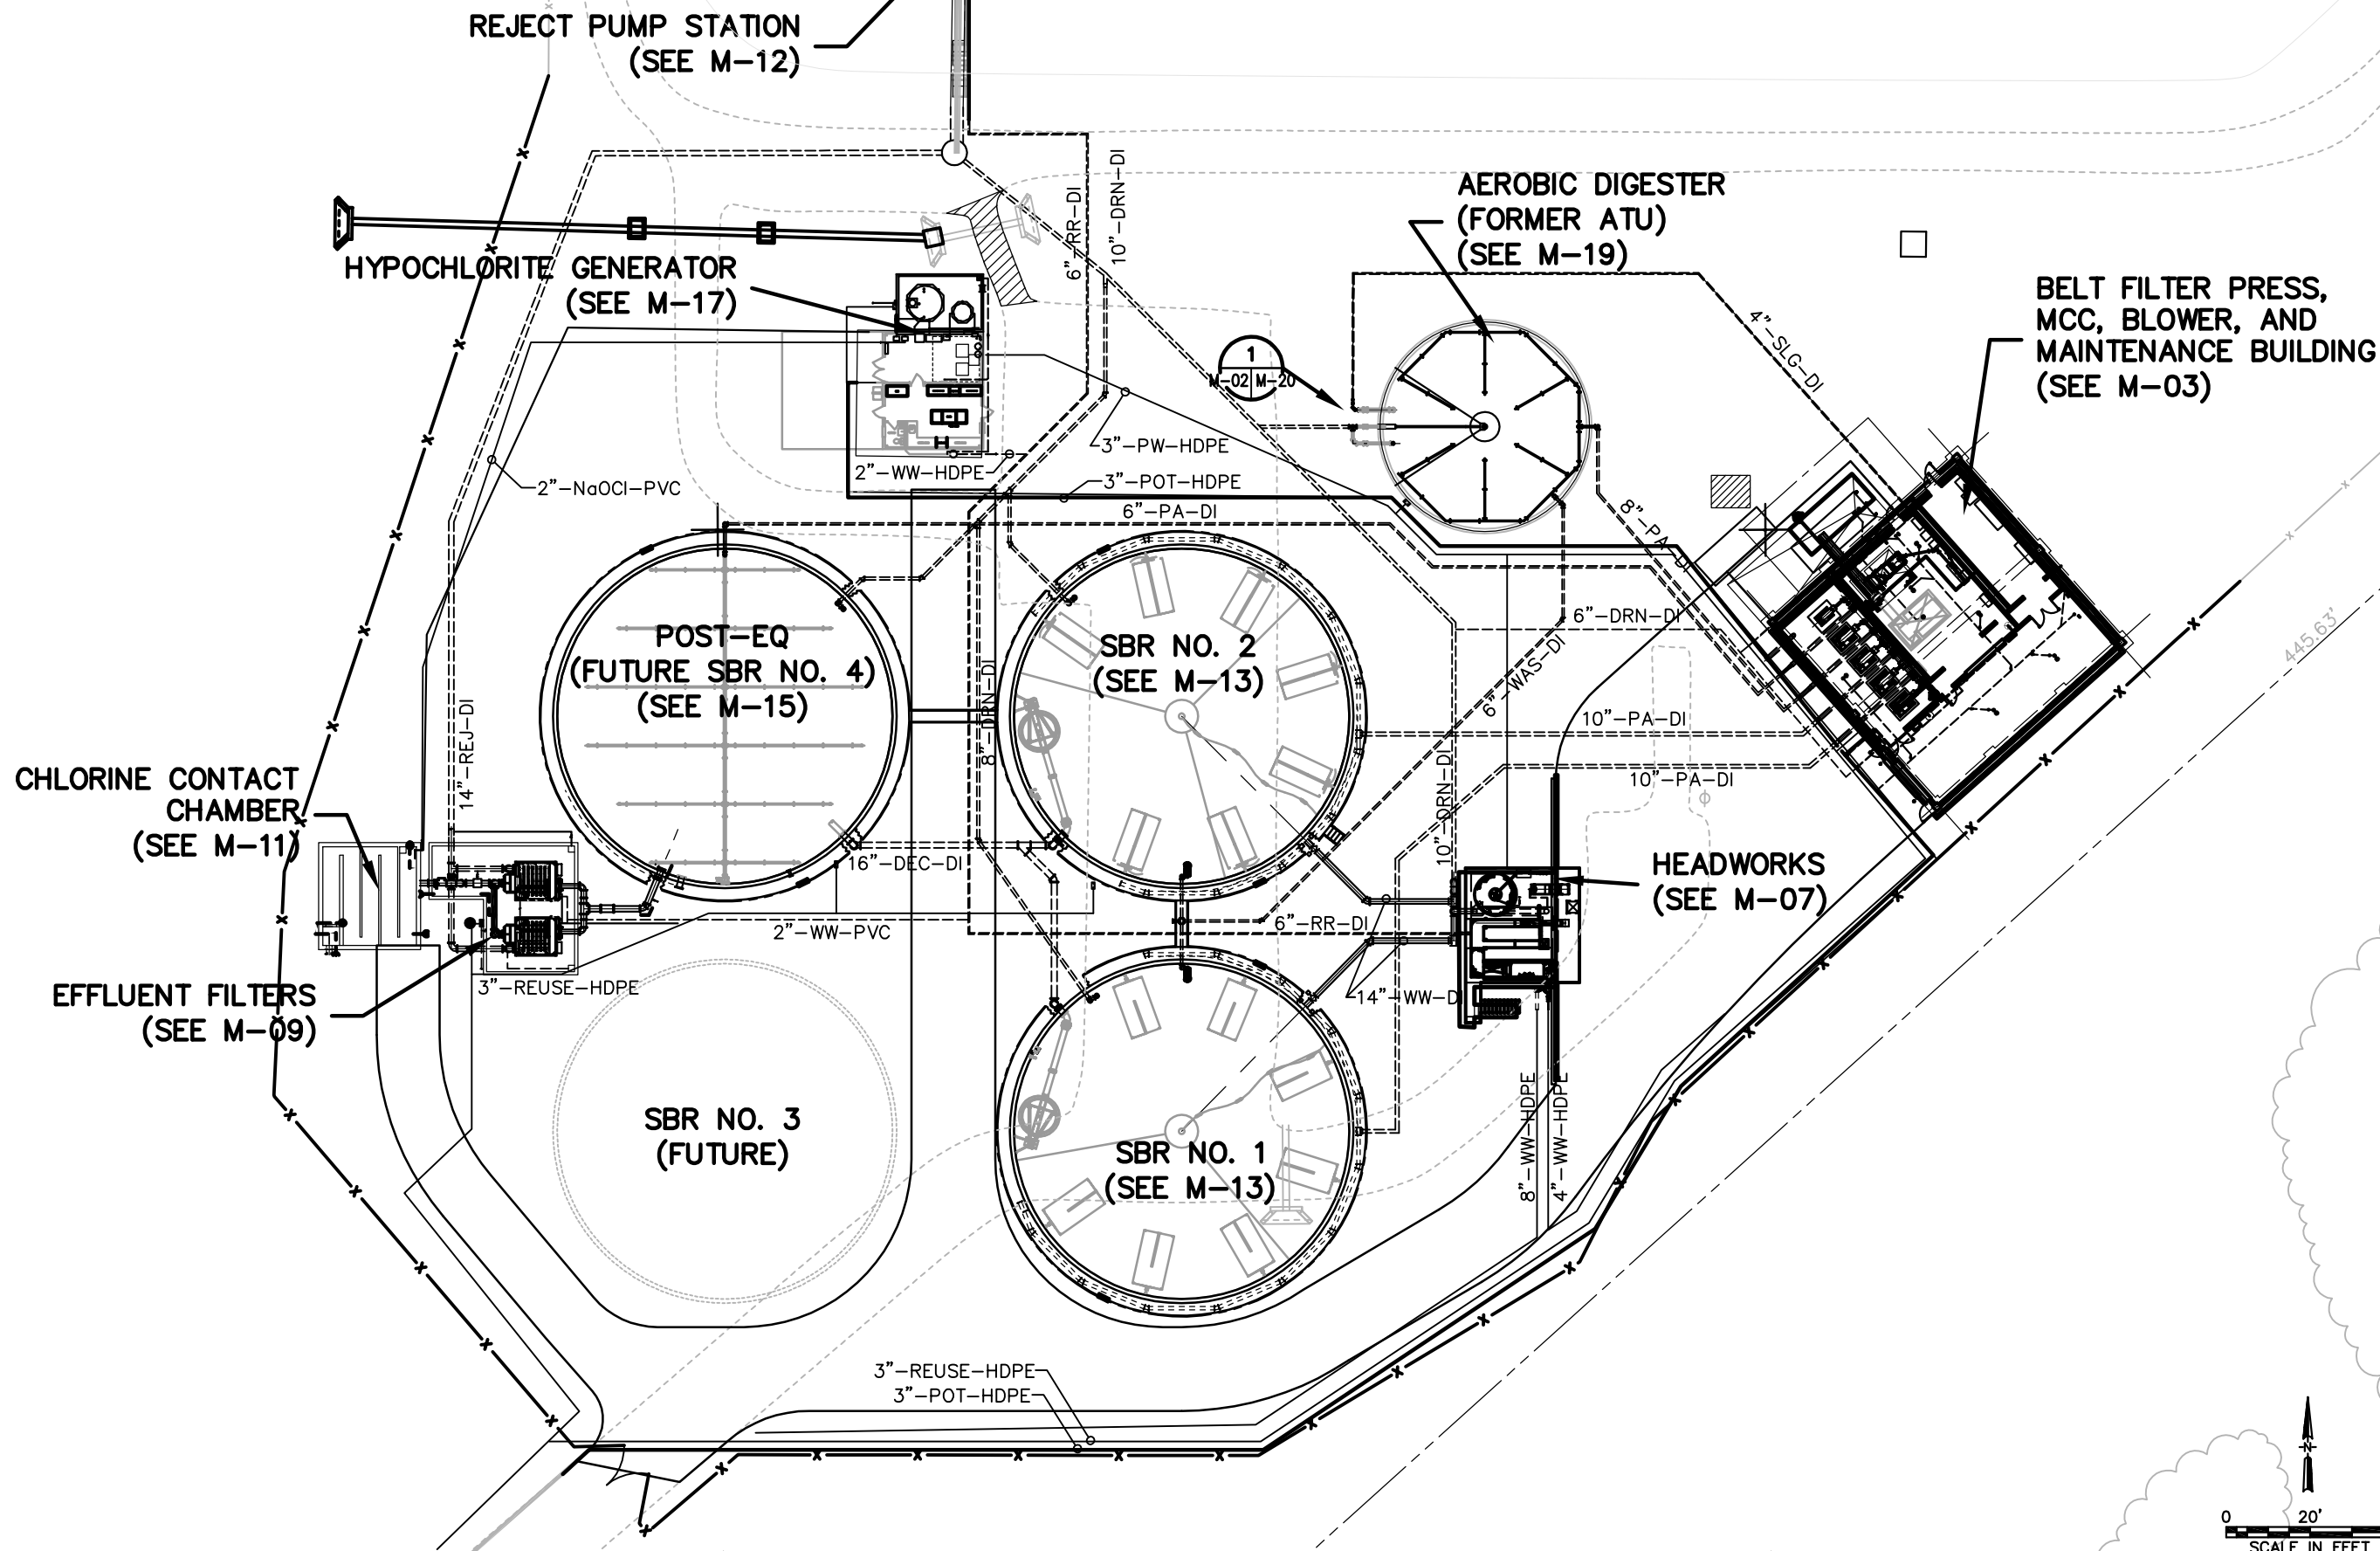 REJECT PUMP STATION
(SEE M-12)
6"-RR-DI
10"-DRN-DI
AEROBIC DIGESTER
(FORMER ATU)
(SEE M-19)
HYPOCHLORITE GENERATOR
(SEE M-17)
BELT FILTER PRESS,
MCC, BLOWER, AND
MAINTENANCE BUILDING
(SEE M-03)
4"-SLG-DI
1
M-02 M-20
3"-PW-HDPE
2"-WW-HDPE
3"-POT-HDPE
2"-NaOCl-PVC
6"-PA-DI
8"-PA
6"-DRN-DI
445.63'
POST-EQ
(FUTURE SBR NO. 4)
(SEE M-15)
SBR NO. 2
(SEE M-13)
6"-WAS-DI
8"-DRN-DI
14"-REJ-DI
10"-PA-DI
10"-PA-DI
10"-DRN-DI
CHLORINE CONTACT
CHAMBER
(SEE M-11)
16"-DEC-DI
HEADWORKS
(SEE M-07)
6"-RR-DI
2"-WW-PVC
3"-REUSE-HDPE
14"-WW-DI
EFFLUENT FILTERS
(SEE M-09)
8"-WW-HDPE
4"-WW-HDPE
SBR NO. 3
(FUTURE)
SBR NO. 1
(SEE M-13)
3"-REUSE-HDPE
3"-POT-HDPE
N
0 20'
SCALE IN FEET